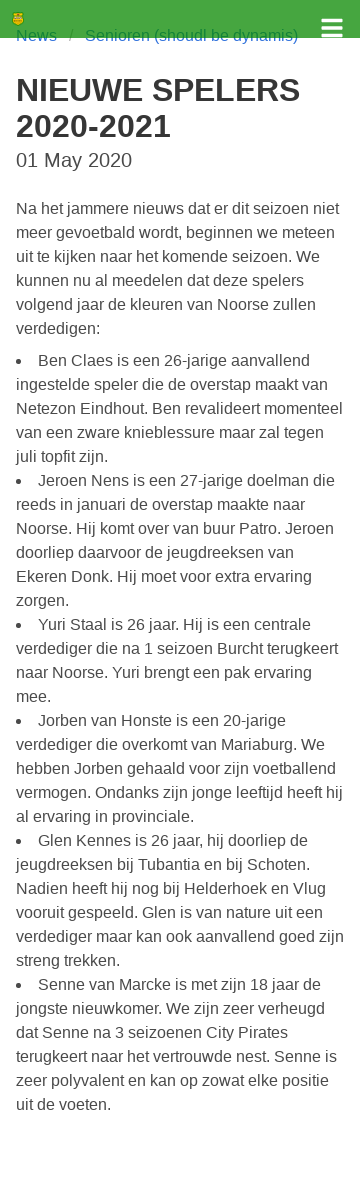 News / Senioren (shoudl be dynamis)
NIEUWE SPELERS
2020-2021
01 May 2020
Na het jammere nieuws dat er dit seizoen niet
meer gevoetbald wordt, beginnen we meteen
uit te kijken naar het komende seizoen. We
kunnen nu al meedelen dat deze spelers
volgend jaar de kleuren van Noorse zullen
verdedigen:
• Ben Claes is een 26-jarige aanvallend
ingestelde speler die de overstap maakt van
Netezon Eindhout. Ben revalideert momenteel
van een zware knieblessure maar zal tegen
juli topfit zijn.
• Jeroen Nens is een 27-jarige doelman die
reeds in januari de overstap maakte naar
Noorse. Hij komt over van buur Patro. Jeroen
doorliep daarvoor de jeugdreeksen van
Ekeren Donk. Hij moet voor extra ervaring
zorgen.
• Yuri Staal is 26 jaar. Hij is een centrale
verdediger die na 1 seizoen Burcht terugkeert
naar Noorse. Yuri brengt een pak ervaring
mee.
• Jorben van Honste is een 20-jarige
verdediger die overkomt van Mariaburg. We
hebben Jorben gehaald voor zijn voetballend
vermogen. Ondanks zijn jonge leeftijd heeft hij
al ervaring in provinciale.
• Glen Kennes is 26 jaar, hij doorliep de
jeugdreeksen bij Tubantia en bij Schoten.
Nadien heeft hij nog bij Helderhoek en Vlug
vooruit gespeeld. Glen is van nature uit een
verdediger maar kan ook aanvallend goed zijn
streng trekken.
• Senne van Marcke is met zijn 18 jaar de
jongste nieuwkomer. We zijn zeer verheugd
dat Senne na 3 seizoenen City Pirates
terugkeert naar het vertrouwde nest. Senne is
zeer polyvalent en kan op zowat elke positie
uit de voeten.